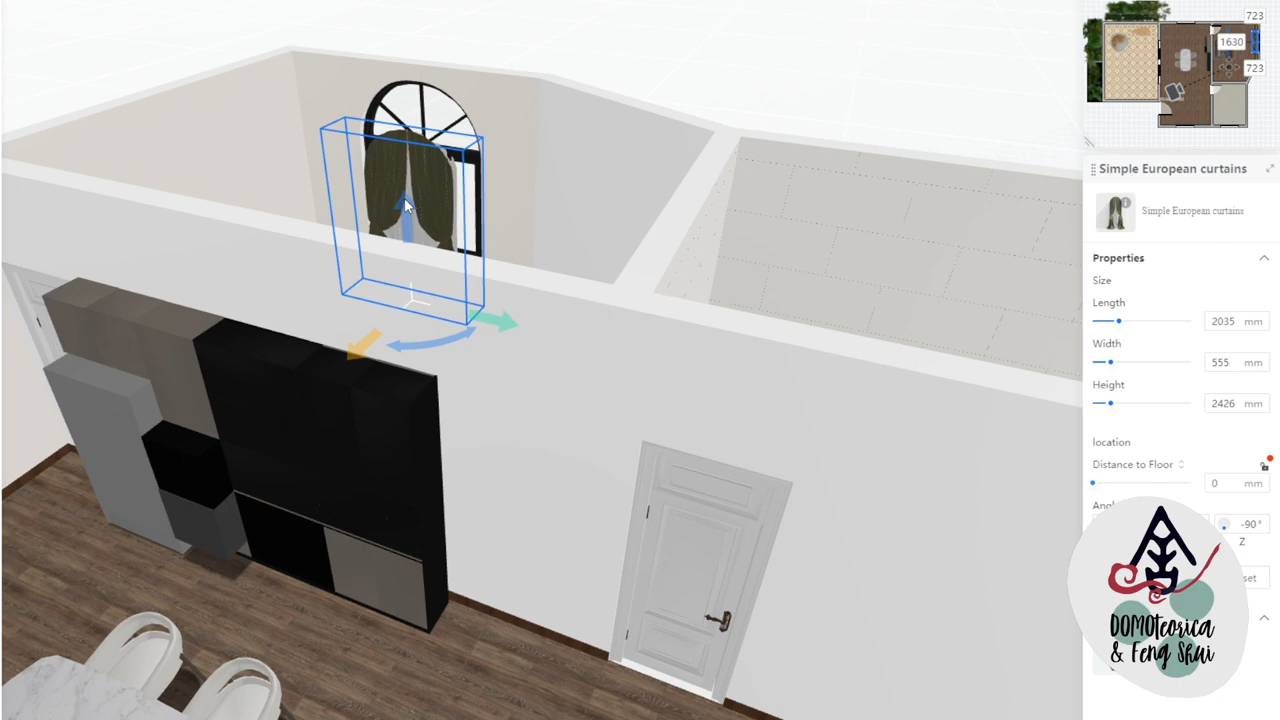 723
1630
723
Simple European curtains
Simple European curtains
Properties
Size
Length
2035 mm
Width
555 mm
Height
2426 mm
location
Distance to Floor
0 mm
-90°
Z
set
DOMOteorica
& Feng Shui